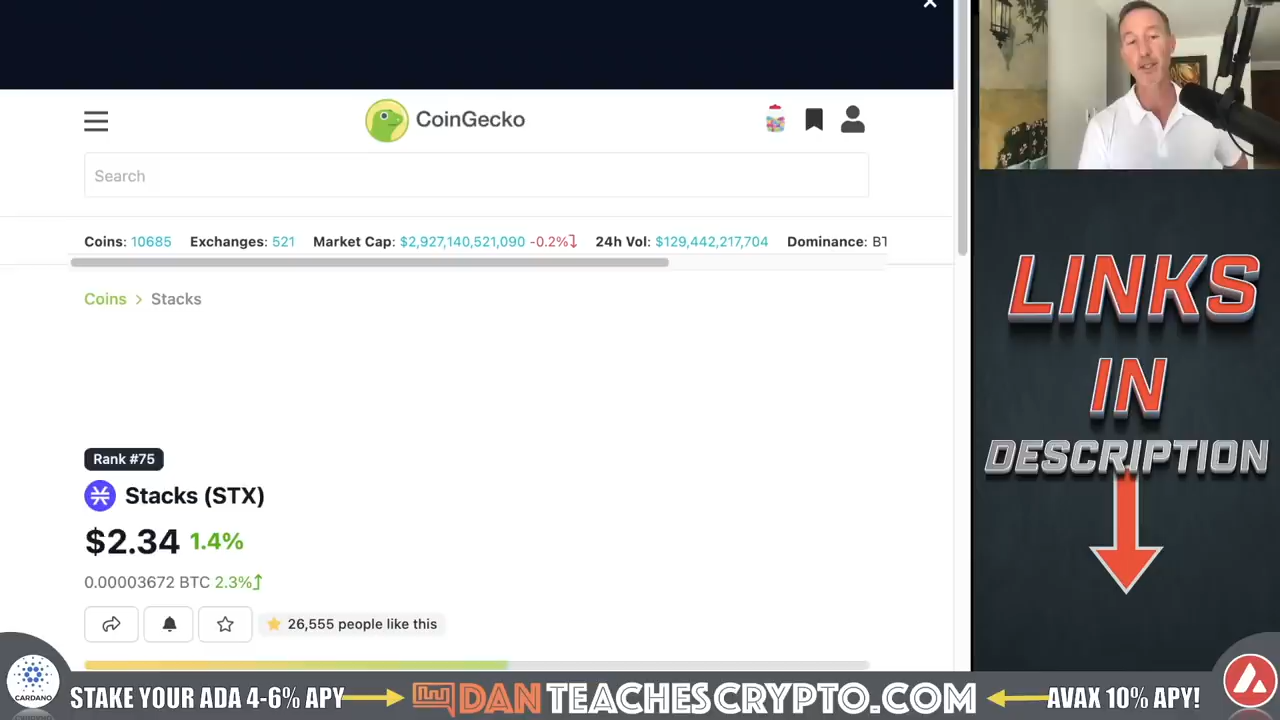 CoinGecko
Search
Coins: 10685 Exchanges: 521 Market Cap: $2,927,140,521,090 -0.2% 24h Vol: $129,442,217,704 Dominance: BT
Coins > Stacks
Rank #75
Stacks (STX)
$2.34 1.4%
0.00003672 BTC 2.3%
26,555 people like this
LINKS
IN
DESCRIPTION
CARDANO
STAKE YOUR ADA 4-6% APY
DANTEACHESCRYPTO.COM
AVAX 10% APY!